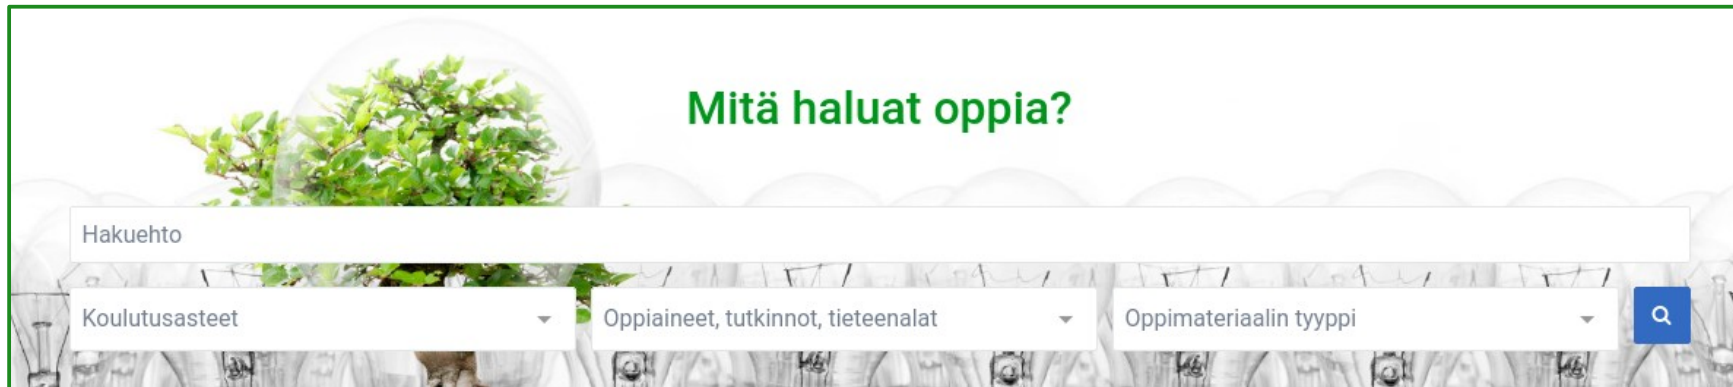 Mitä haluat oppia?
Hakuehto
Koulutusasteet
Oppiaineet, tutkinnot, tieteenalat
Oppimateriaalin tyyppi